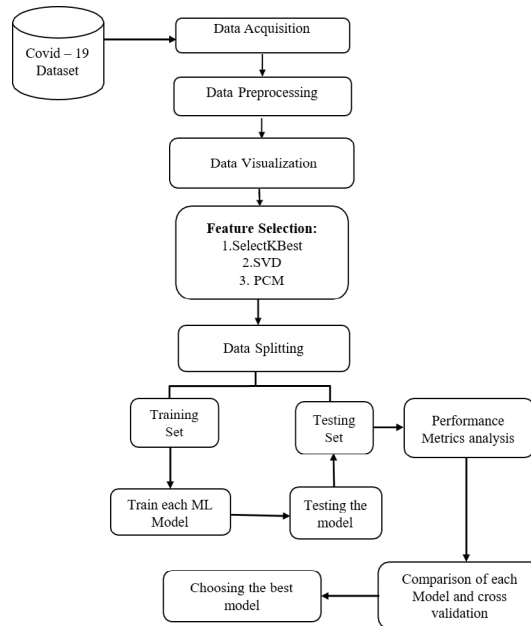 Covid – 19
Dataset
Data Acquisition
Data Preprocessing
Data Visualization
Feature Selection:
1.SelectKBest
2.SVD
3. PCM
Data Splitting
Training
Set
Testing
Set
Performance
Metrics analysis
Train each ML
Model
Testing the
model
Choosing the best
model
Comparison of each
Model and cross
validation